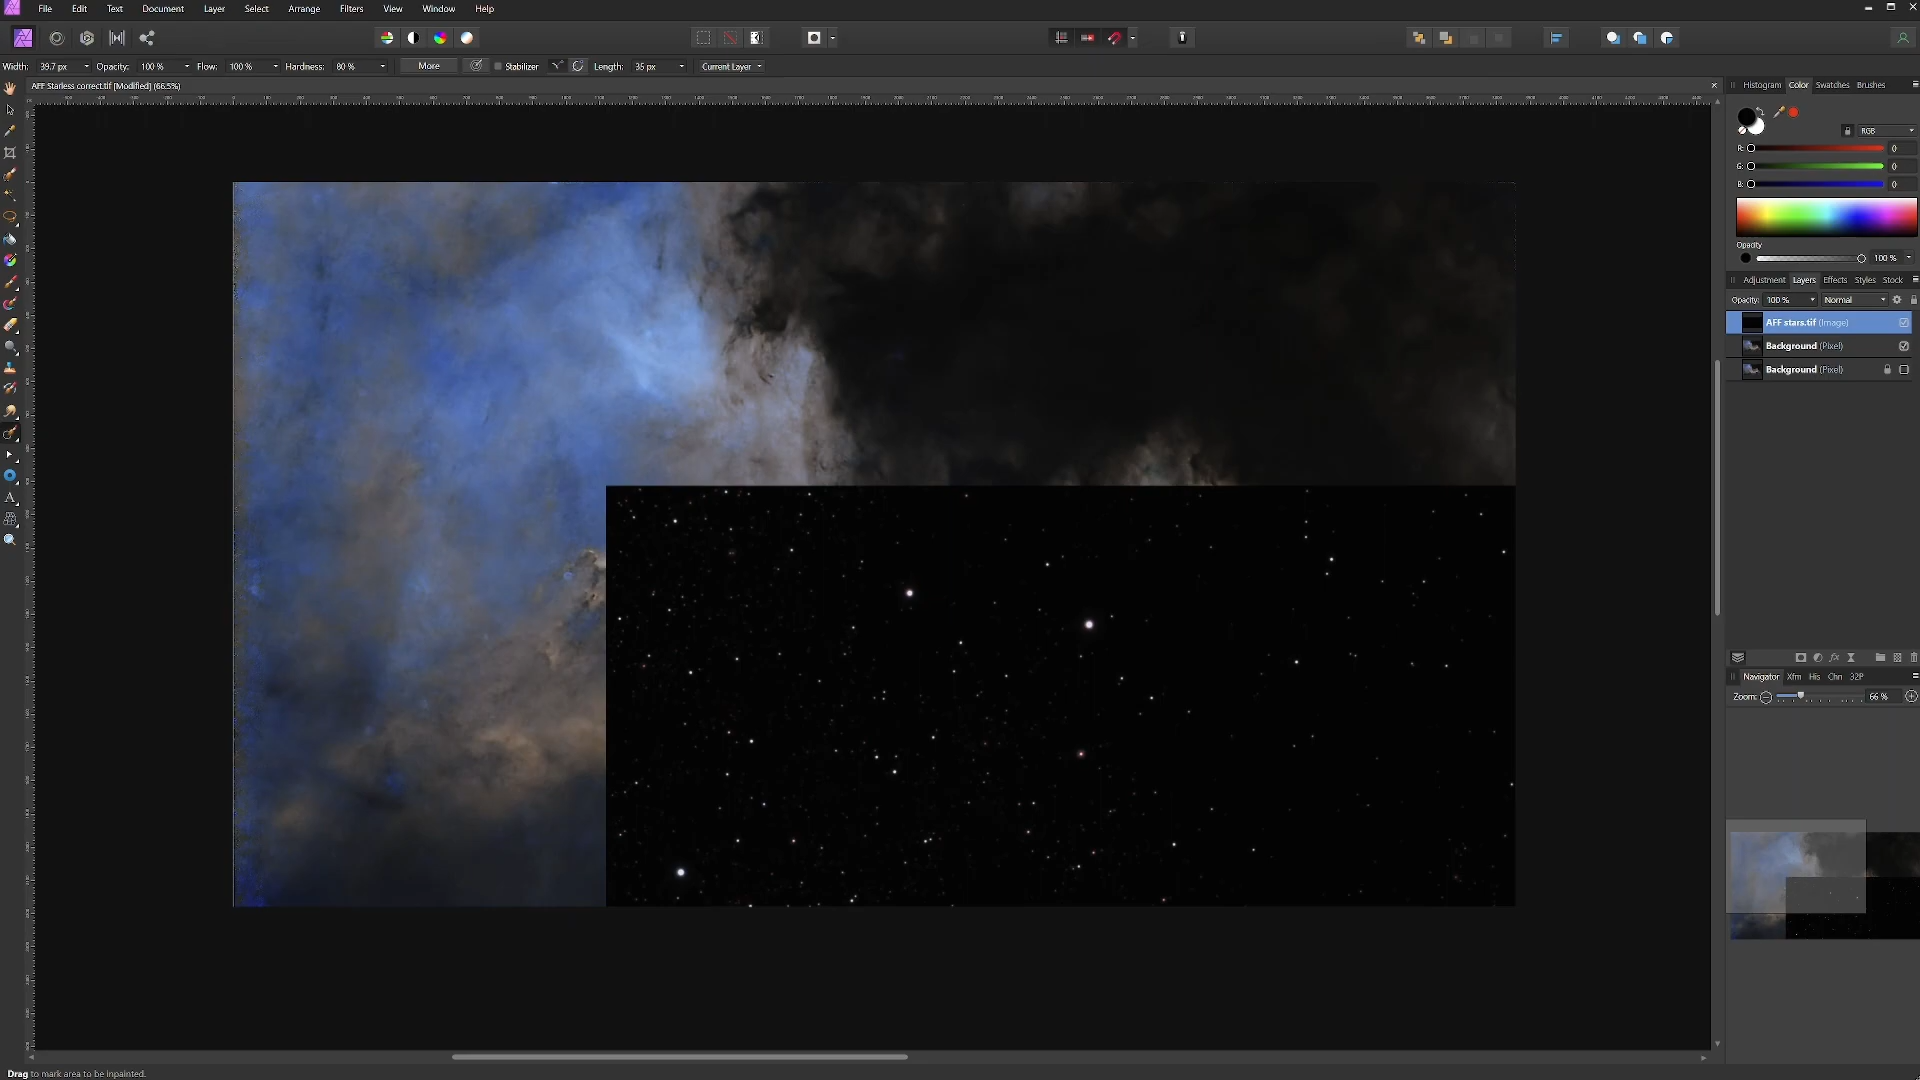 File Edit Text Document Layer Select Arrange Filters View Window Help
Width: 39.7 px Opacity: 100 % Flow: 100 % Hardness: 80 % More Stabilizer Length: 35 px Current Layer
AFF Starless correct.tif [Modified] (66.5%)
Histogram Color Swatches Brushes
RGB
R: 0
G: 0
B: 0
Opacity
100 %
Adjustment Layers Effects Styles Stock
Opacity: 100 % Normal
AFF stars.tif (Image)
Background (Pixel)
Background (Pixel)
Navigator Xfm His Chn 32P
Zoom: 66 %
Drag to mark area to be inpainted.